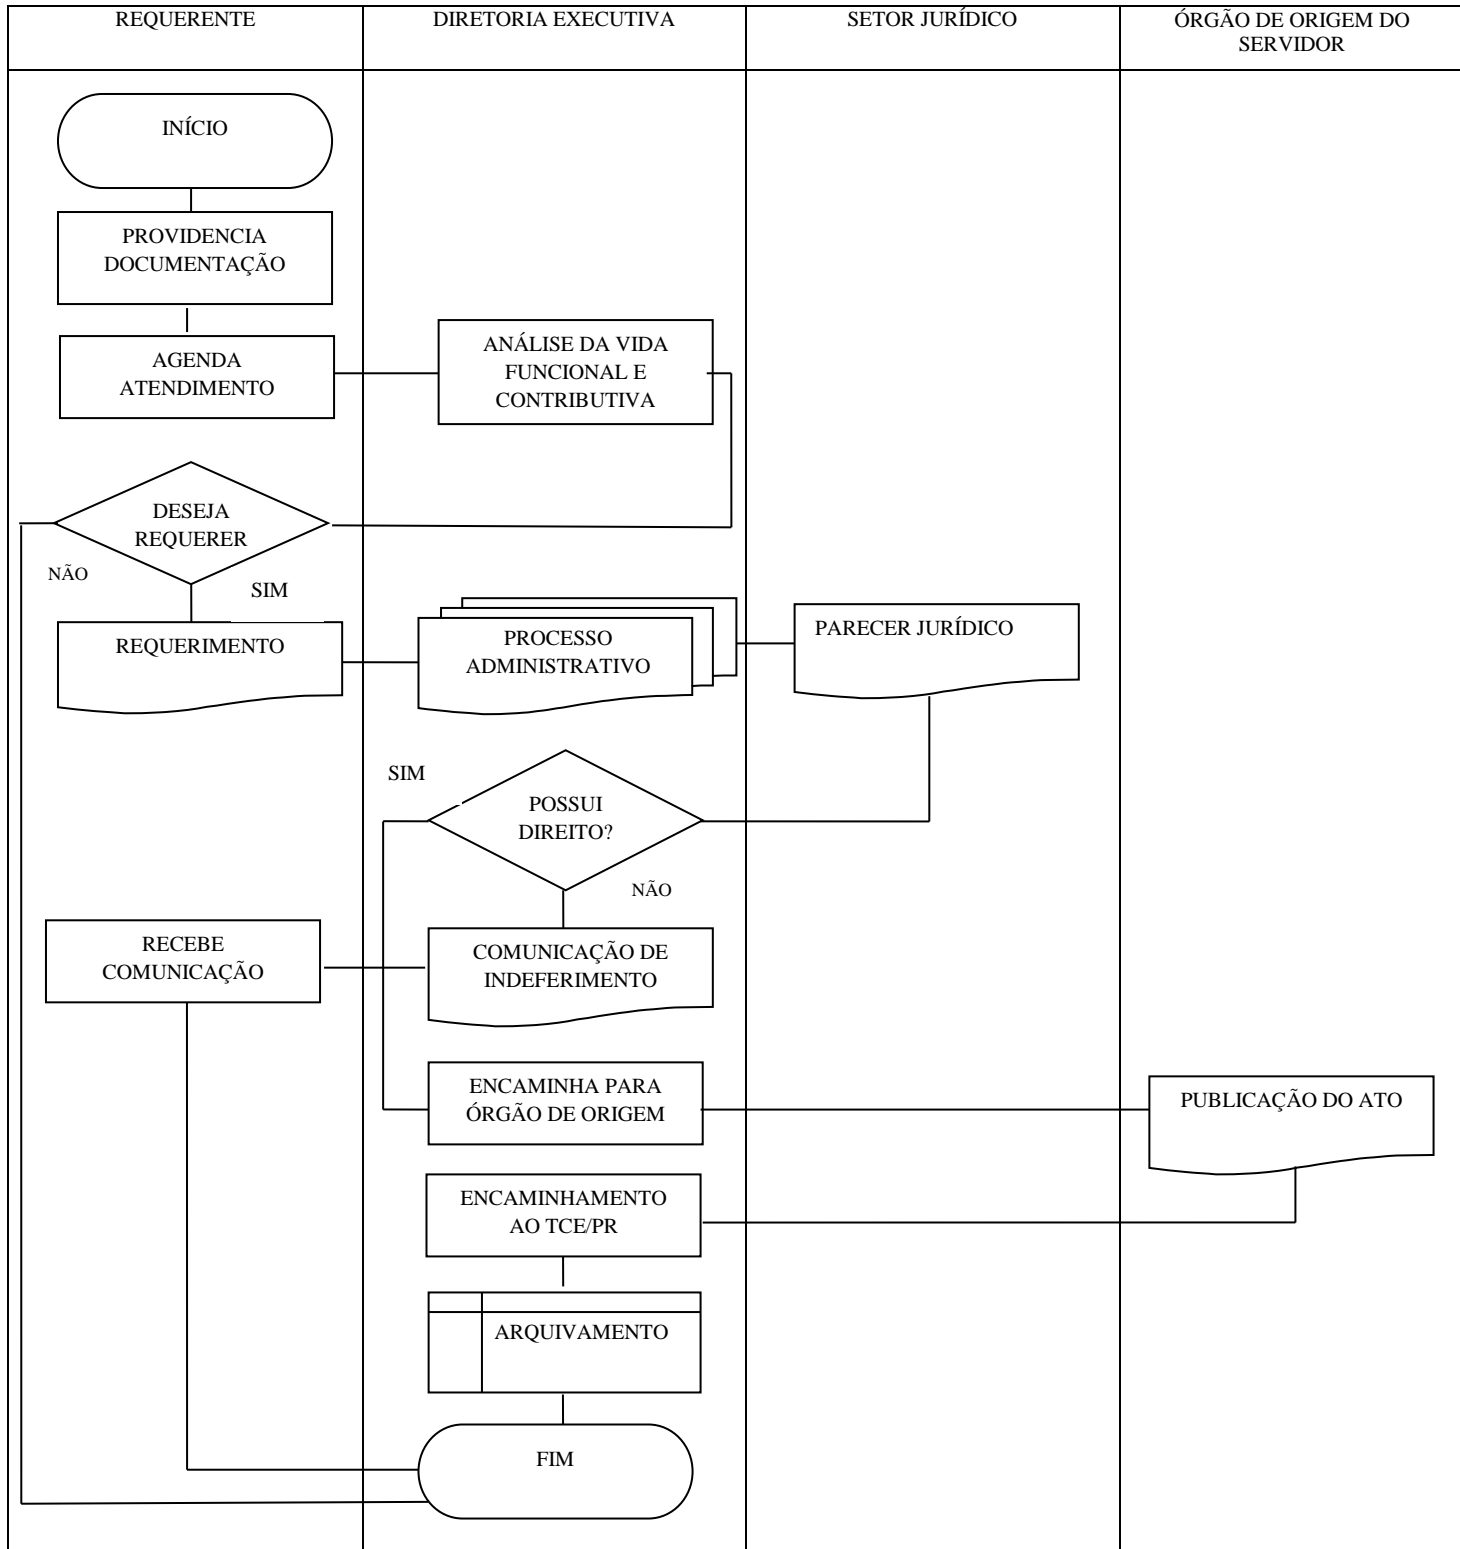 REQUERENTE
DIRETORIA EXECUTIVA
SETOR JURÍDICO
ÓRGÃO DE ORIGEM DO
SERVIDOR
INÍCIO
PROVIDENCIA
DOCUMENTAÇÃO
AGENDA
ATENDIMENTO
ANÁLISE DA VIDA
FUNCIONAL E
CONTRIBUTIVA
DESEJA
REQUERER
NÃO
SIM
REQUERIMENTO
PROCESSO
ADMINISTRATIVO
PARECER JURÍDICO
SIM
POSSUI
DIREITO?
NÃO
RECEBE
COMUNICAÇÃO
COMUNICAÇÃO DE
INDEFERIMENTO
ENCAMINHA PARA
ÓRGÃO DE ORIGEM
PUBLICAÇÃO DO ATO
ENCAMINHAMENTO
AO TCE/PR
ARQUIVAMENTO
FIM